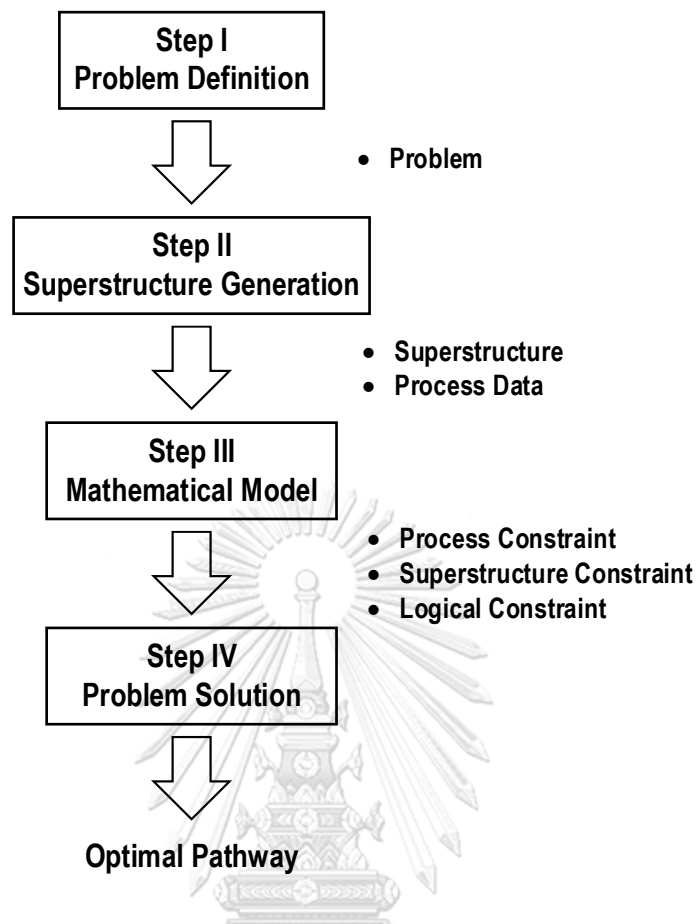 Step I
Problem Definition
• Problem
Step II
Superstructure Generation
• Superstructure
• Process Data
Step III
Mathematical Model
• Process Constraint
• Superstructure Constraint
• Logical Constraint
Step IV
Problem Solution
Optimal Pathway